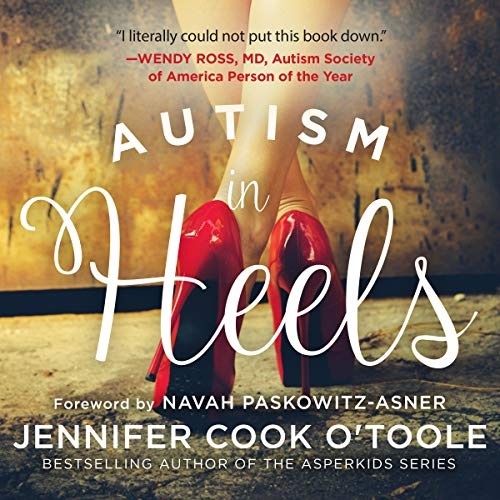 “I literally could not put this book down.”
—WENDY ROSS, MD, Autism Society
of America Person of the Year
AUTISM
in
Heels
Foreword by NAVAH PASKOWITZ-ASNER
JENNIFER COOK O'TOOLE
BESTSELLING AUTHOR OF THE ASPERKIDS SERIES